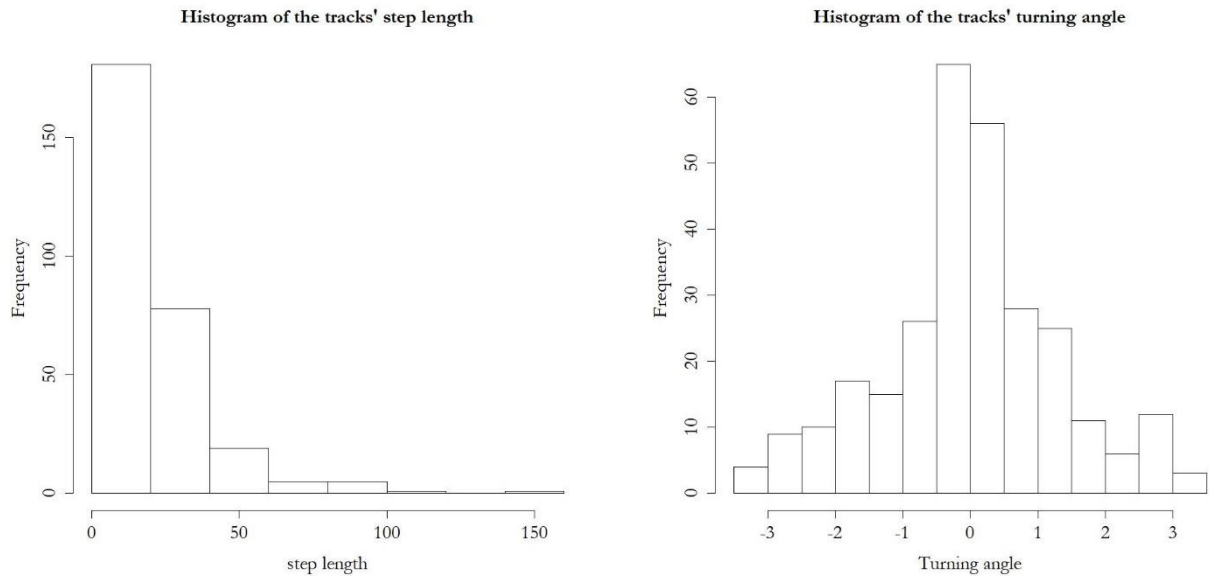 Histogram of the tracks' step length
Frequency
150
100
50
0
0 50 100 150
step length
Histogram of the tracks' turning angle
Frequency
60
50
40
30
20
10
0
-3 -2 -1 0 1 2 3
Turning angle